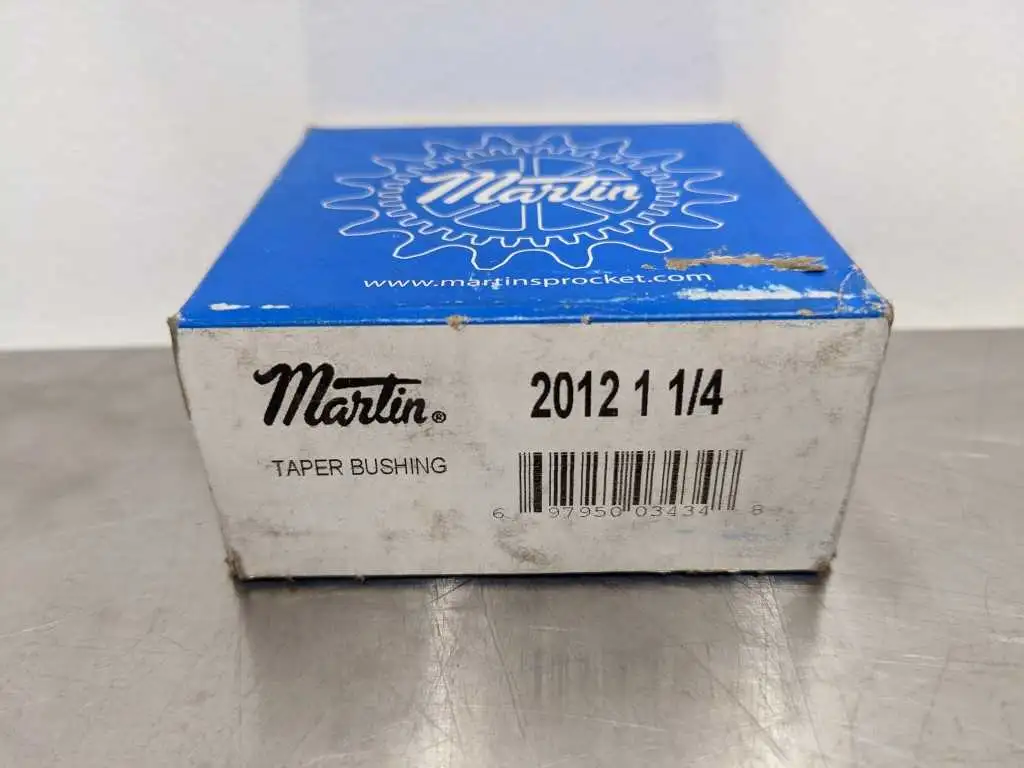 Martin
www.martinsprocket.com
Martin®
2012 1 1/4
TAPER BUSHING
6 97950 03434 8